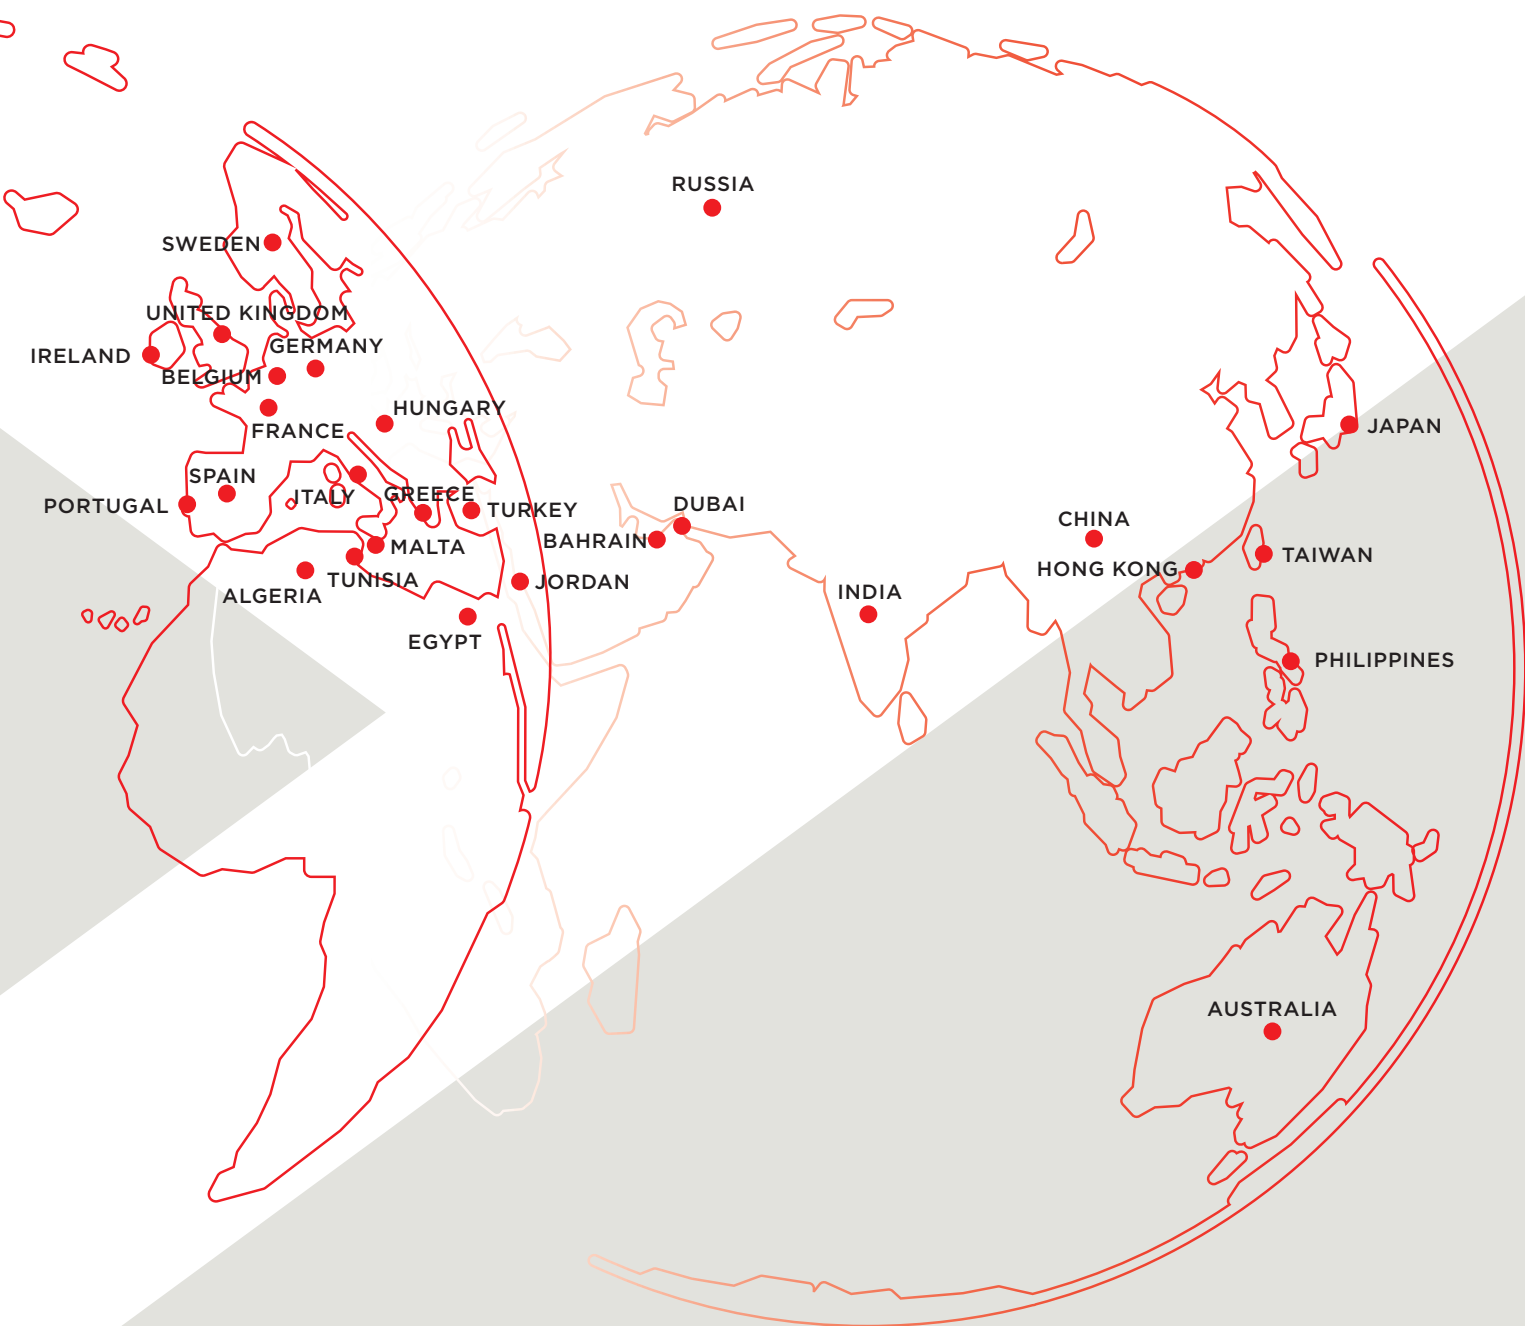 RUSSIA
SWEDEN
UNITED KINGDOM
GERMANY
IRELAND
BELGIUM
HUNGARY
FRANCE
JAPAN
SPAIN
ITALY
GREECE
PORTUGAL
TURKEY
DUBAI
CHINA
BAHRAIN
MALTA
TAIWAN
HONG KONG
TUNISIA
JORDAN
ALGERIA
INDIA
EGYPT
PHILIPPINES
AUSTRALIA